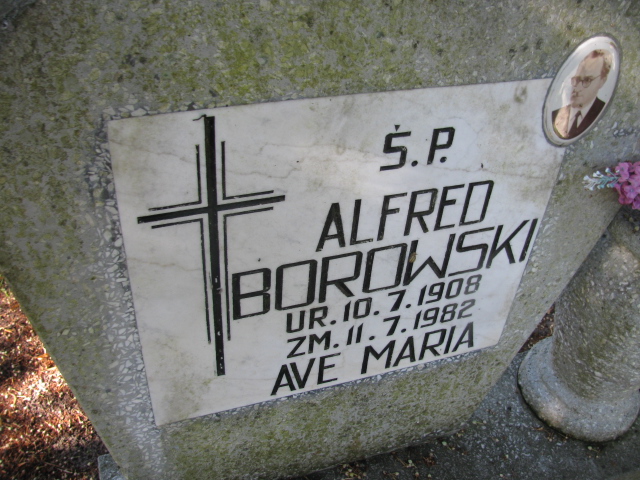 Ś.P.
ALFRED
BOROWSKI
UR. 10.7.1908
ZM. 11.7.1982
AVE MARIA